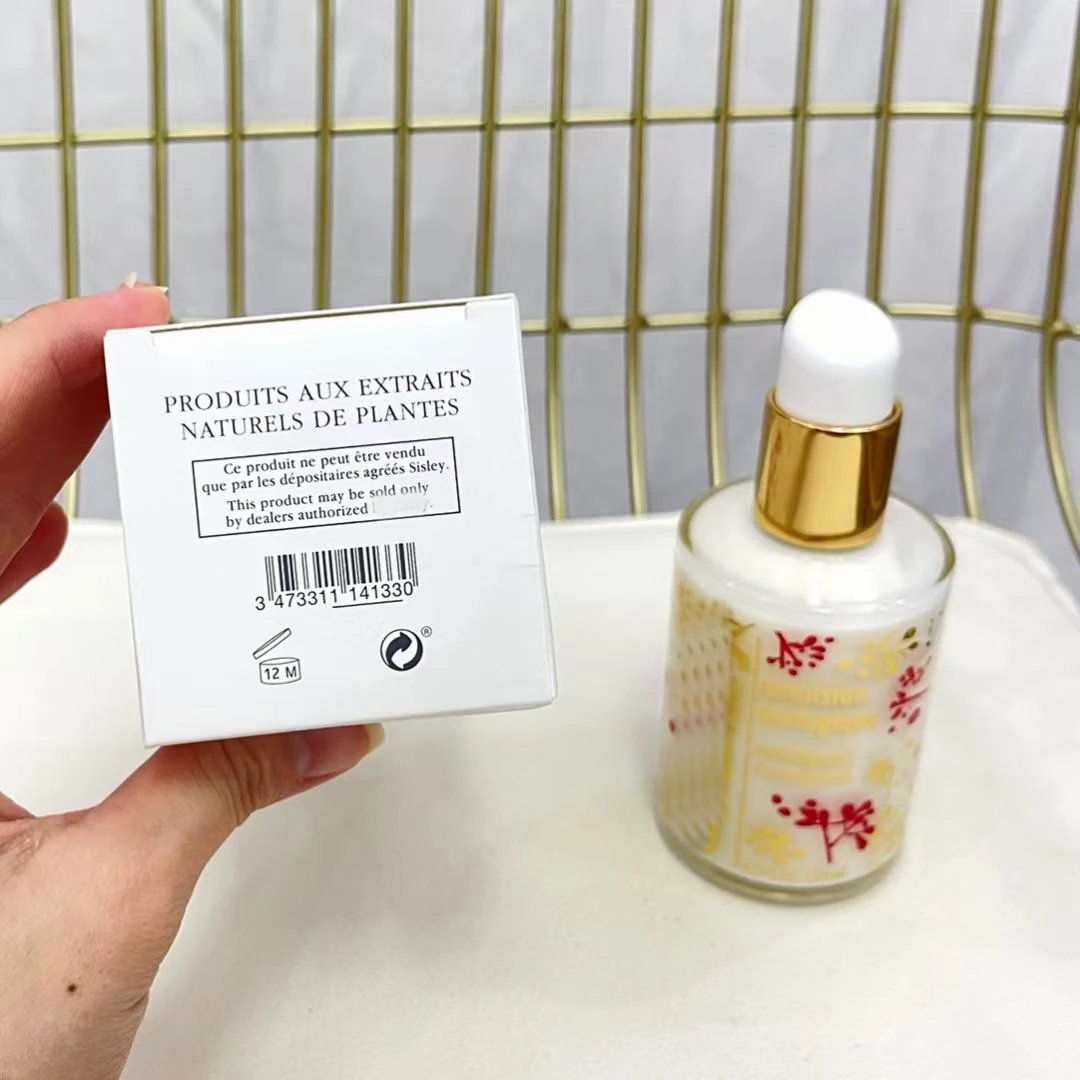 PRODUITS AUX EXTRAITS
NATURELS DE PLANTES
Ce produit ne peut être vendu
que par les dépositaires agréés Sisley.
This product may be sold only
by dealers authorized
3 473311 141330
12 M
®